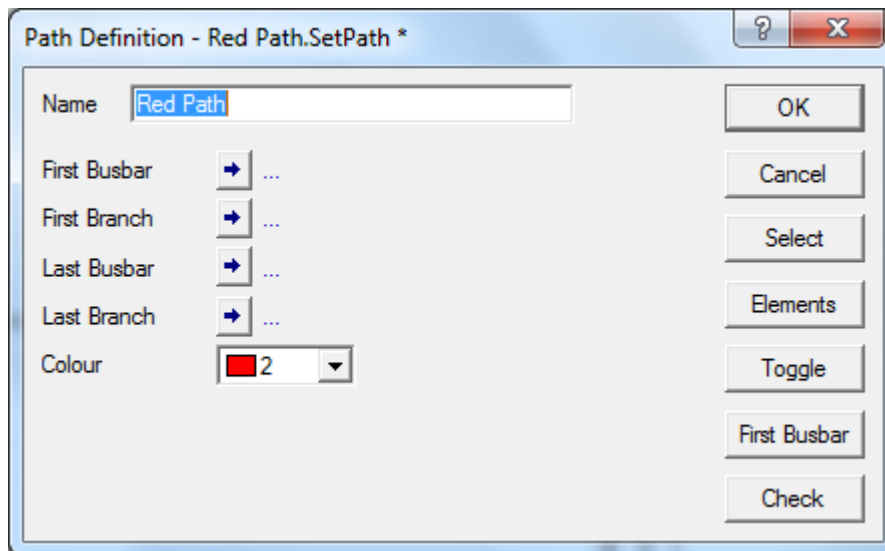 Path Definition - Red Path.SetPath *
Name Red Path
OK
First Busbar ...
Cancel
First Branch ...
Select
Last Busbar ...
Last Branch ...
Elements
Colour 2
Toggle
First Busbar
Check